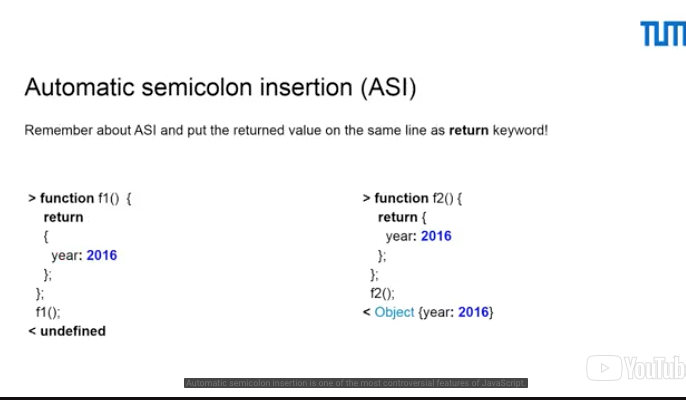 TUM
Automatic semicolon insertion (ASI)
Remember about ASI and put the returned value on the same line as return keyword!
> function f1() {
return
{
year: 2016
};
};
f1();
< undefined
> function f2() {
return {
year: 2016
};
};
f2();
< Object {year: 2016}
YouTub
Automatic semicolon insertion is one of the most controversial features of JavaScript.